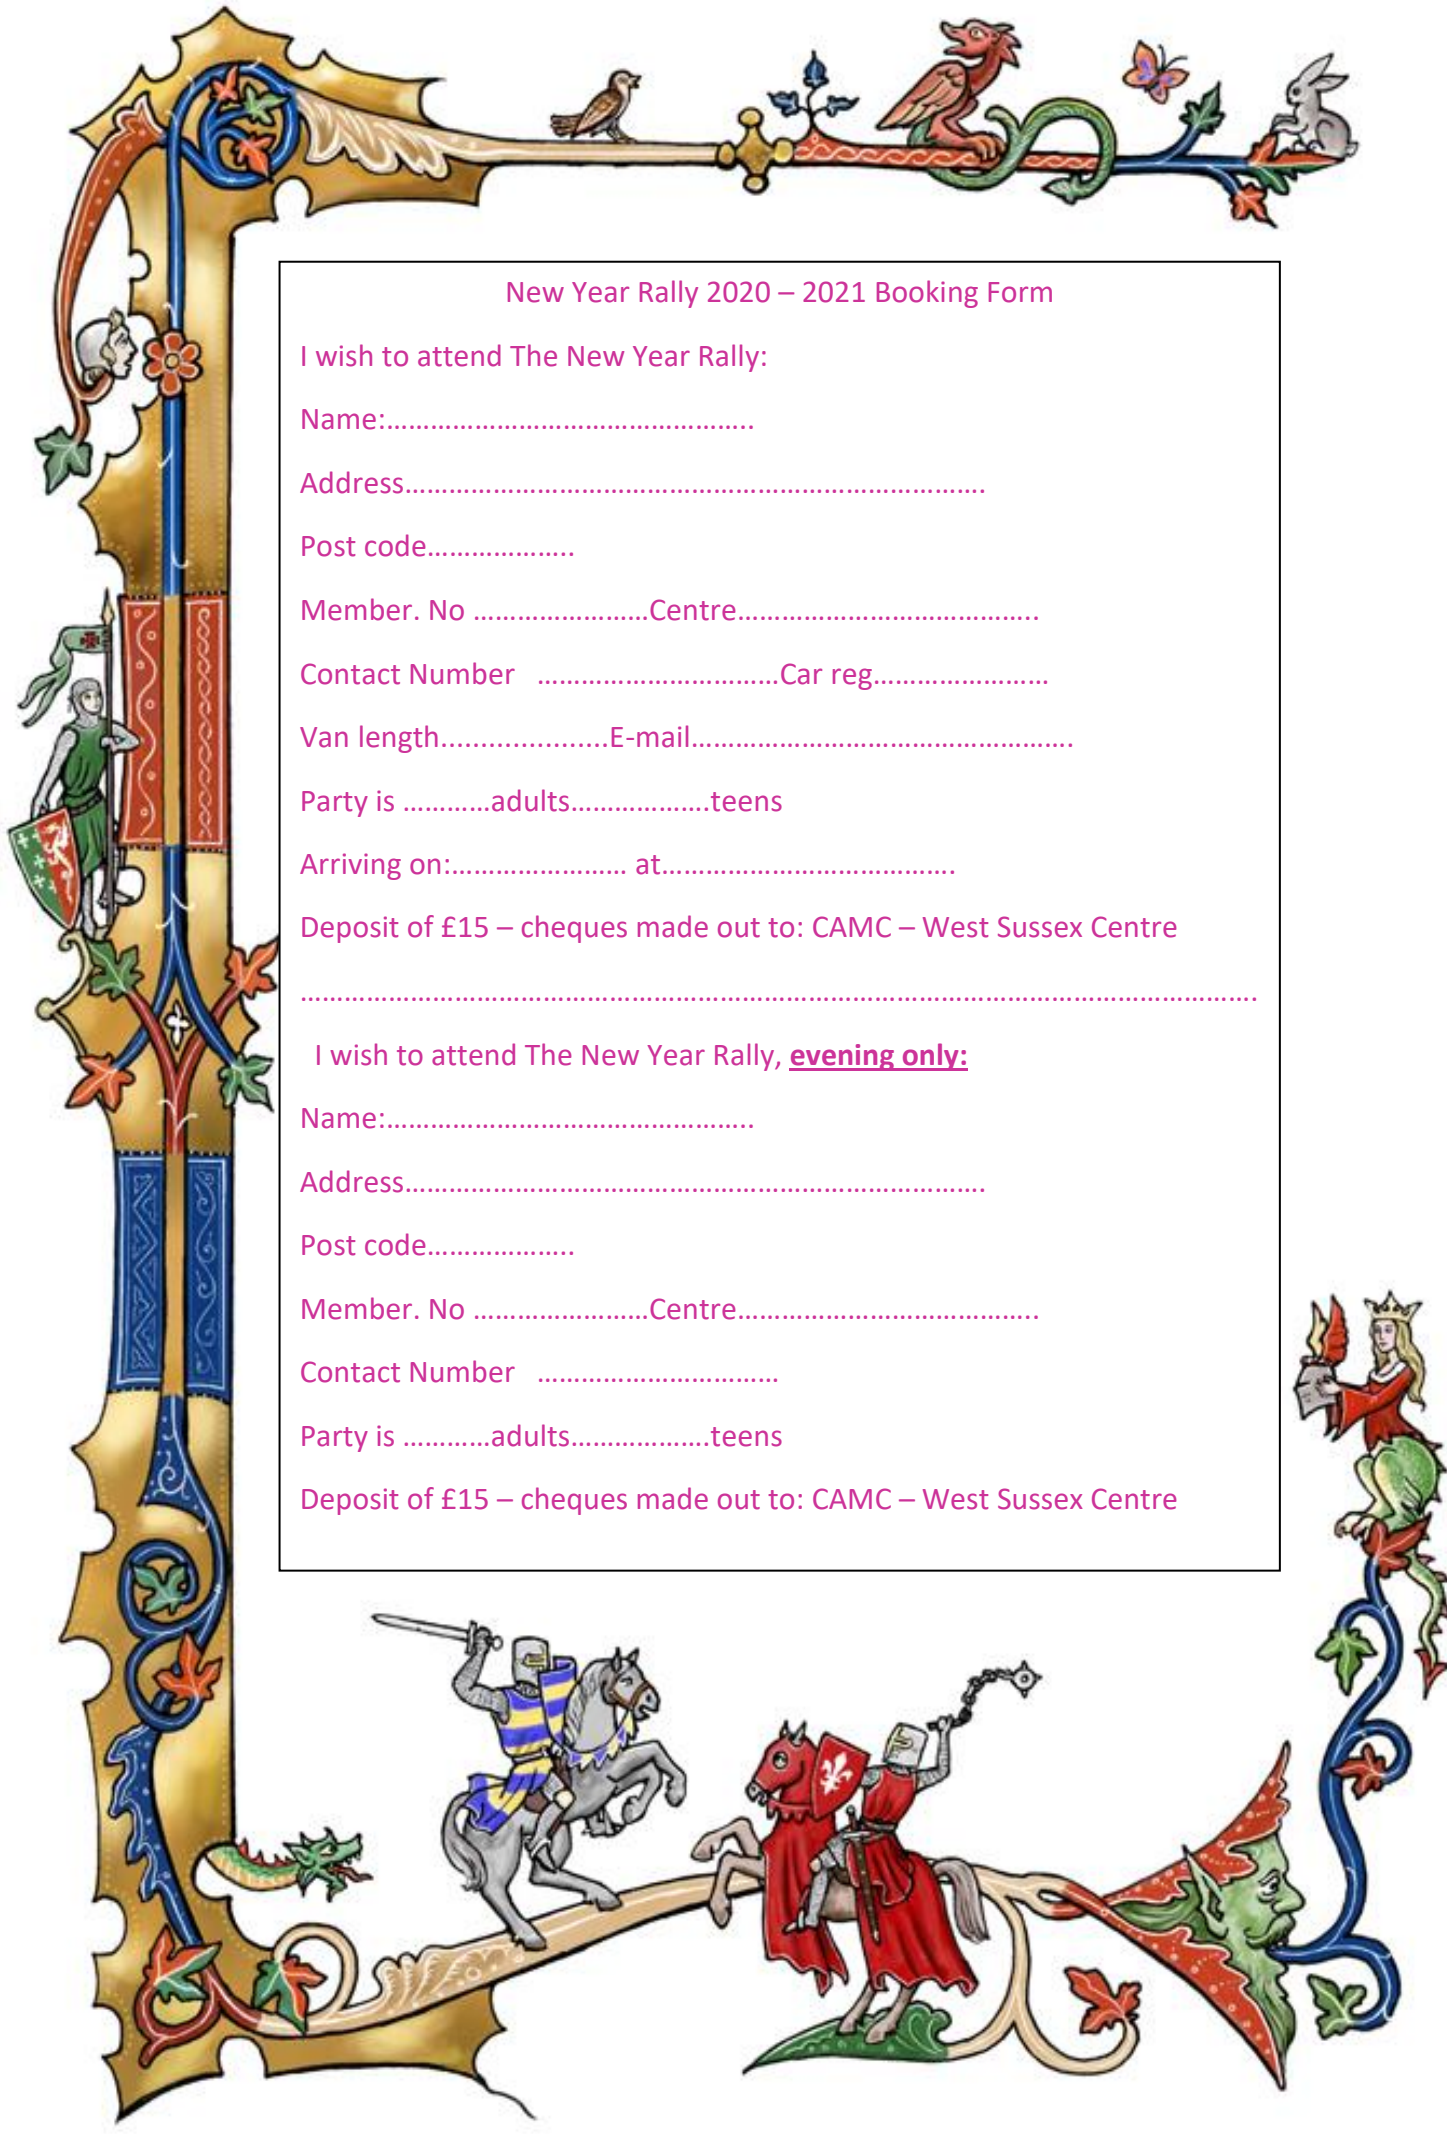 New Year Rally 2020 – 2021 Booking Form
I wish to attend The New Year Rally:
Name:…………………………………………..
Address…………………………………………………………………….
Post code………………..
Member. No ……………………Centre…………………………………..
Contact Number   ……………………………Car reg……………………
Van length.....................E-mail…………………………………………….
Party is …………adults……………….teens
Arriving on:…………………… at………………………………….
Deposit of £15 – cheques made out to: CAMC – West Sussex Centre
………………………………………………………………………………………………………………….
I wish to attend The New Year Rally, evening only:
Name:…………………………………………..
Address…………………………………………………………………….
Post code………………..
Member. No ……………………Centre…………………………………..
Contact Number   ……………………………
Party is …………adults……………….teens
Deposit of £15 – cheques made out to: CAMC – West Sussex Centre